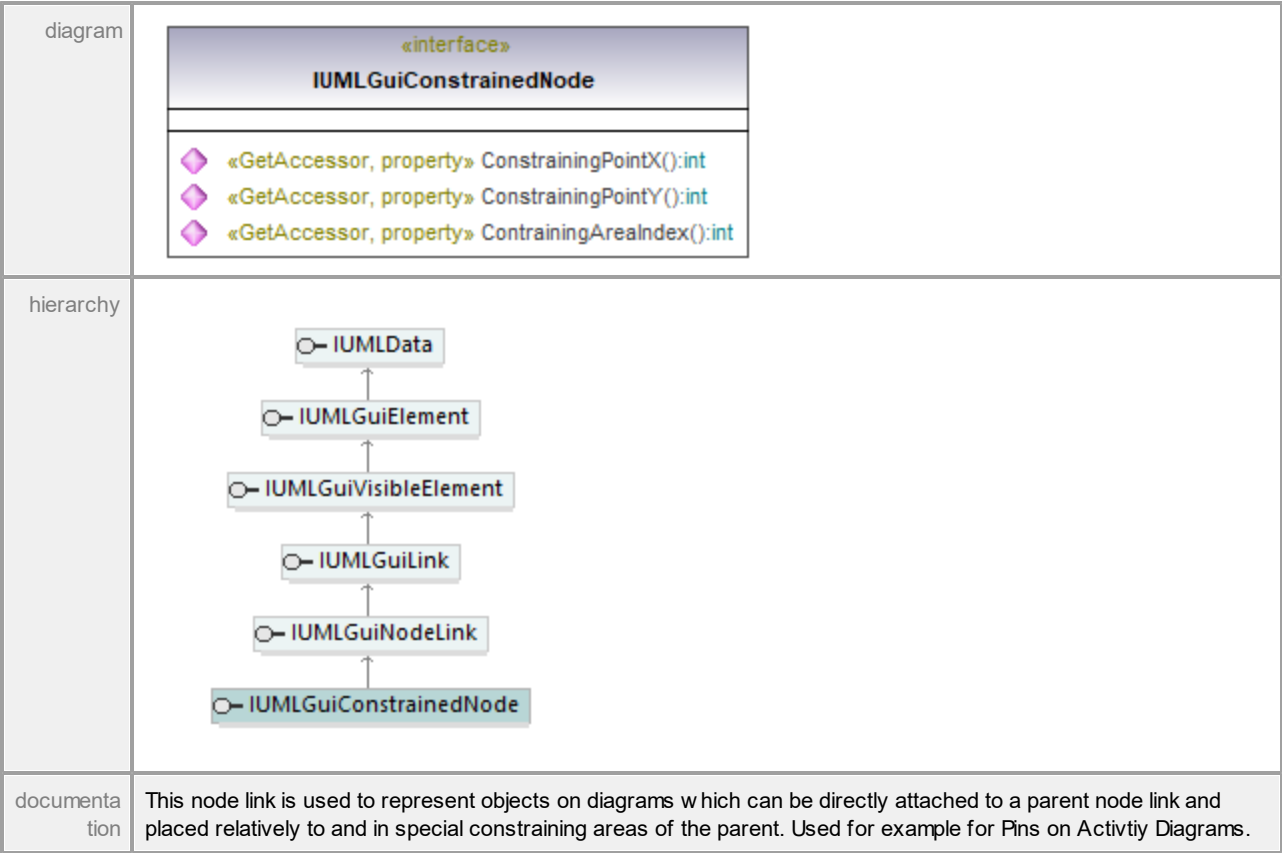 diagram
«interface»
IUMLGuiConstrainedNode
«GetAccessor, property» ConstrainingPointX():int
«GetAccessor, property» ConstrainingPointY():int
«GetAccessor, property» ContrainingAreaIndex():int
hierarchy
IUMLData
IUMLGuiElement
IUMLGuiVisibleElement
IUMLGuiLink
IUMLGuiNodeLink
IUMLGuiConstrainedNode
documenta
tion
This node link is used to represent objects on diagrams which can be directly attached to a parent node link and
placed relatively to and in special constraining areas of the parent. Used for example for Pins on Activtiy Diagrams.